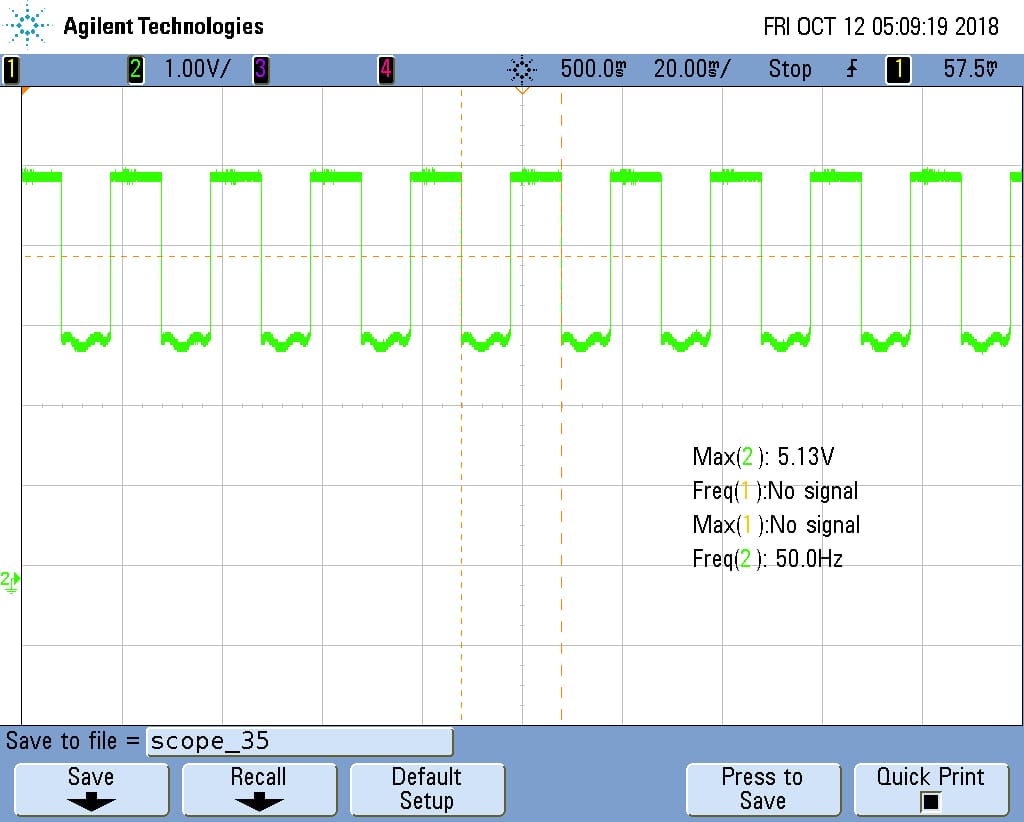 Agilent Technologies FRI OCT 12 05:09:19 2018
1 2 1.00V/ 3 4 500.0ms 20.00ms/ Stop 1 57.5mV
2
Max(2): 5.13V
Freq(1):No signal
Max(1):No signal
Freq(2): 50.0Hz
Save to file = scope_35
Save Recall Default Setup Press to Save Quick Print